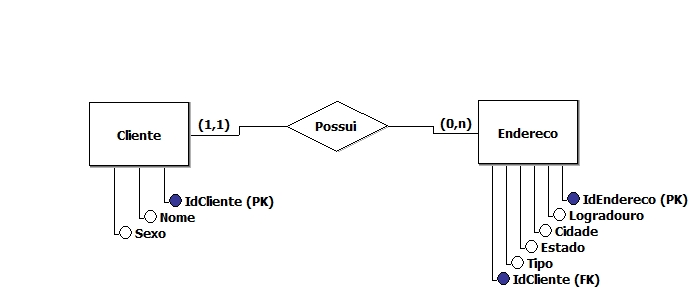 Cliente
(1,1)
Possui
(0,n)
Endereco
IdCliente (PK)
Nome
Sexo
IdEndereco (PK)
Logradouro
Cidade
Estado
Tipo
IdCliente (FK)